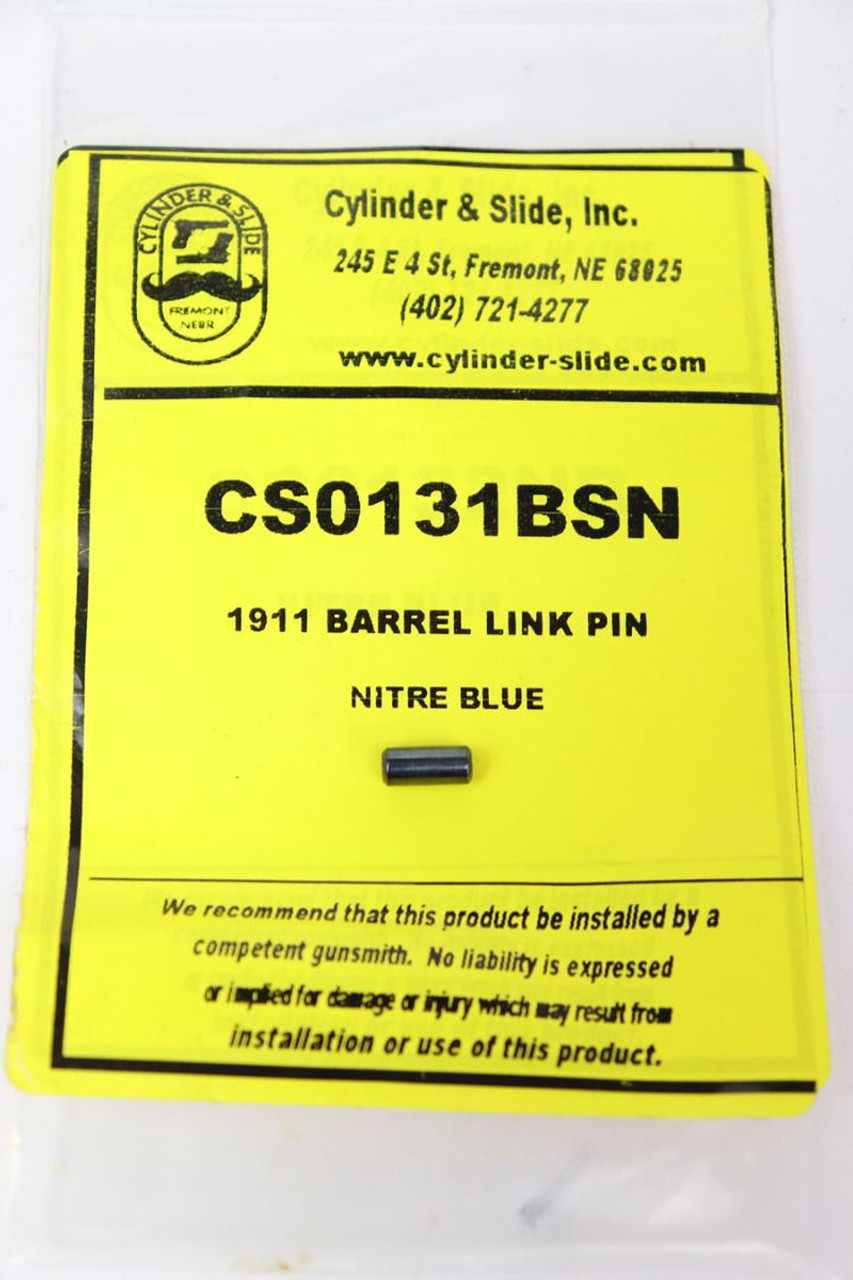 CYLINDER & SLIDE
FREMONT
NEBR
Cylinder & Slide, Inc.
245 E 4 St, Fremont, NE 68025
(402) 721-4277
www.cylinder-slide.com
CS0131BSN
1911 BARREL LINK PIN
NITRE BLUE
We recommend that this product be installed by a
competent gunsmith. No liability is expressed
or implied for damage or injury which may result from
installation or use of this product.